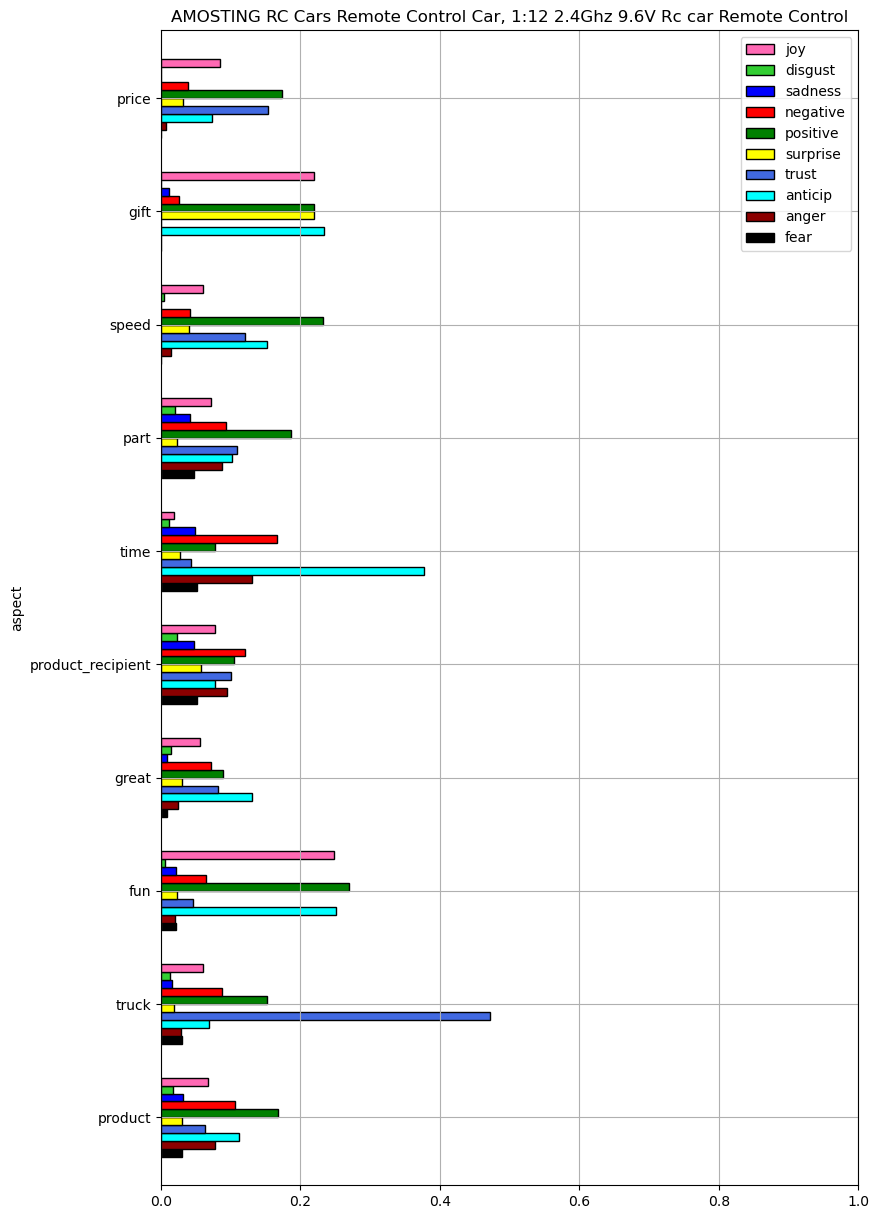 AMOSTING RC Cars Remote Control Car, 1:12 2.4Ghz 9.6V Rc car Remote Control
joy
disgust
sadness
negative
positive
surprise
trust
anticip
anger
fear
price
gift
speed
part
time
product_recipient
great
fun
truck
product
aspect
0.0 0.2 0.4 0.6 0.8 1.0